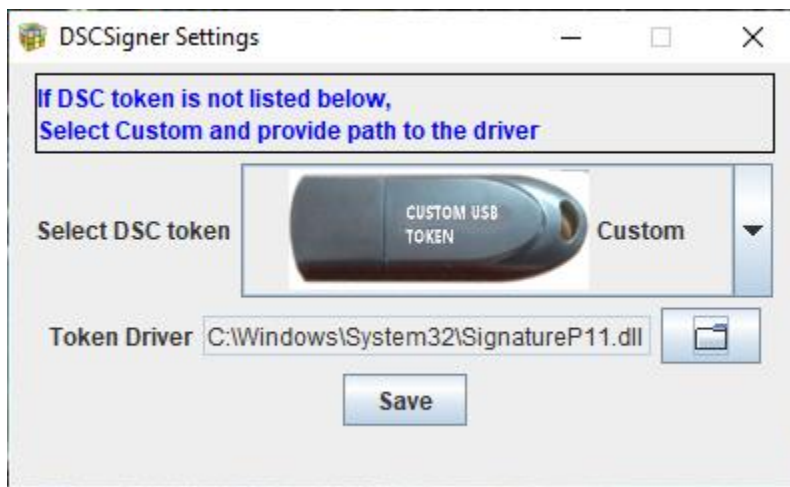 DSCSigner Settings
If DSC token is not listed below,
Select Custom and provide path to the driver
Select DSC token
CUSTOM USB
TOKEN
Custom
Token Driver C:\Windows\System32\SignatureP11.dll
Save